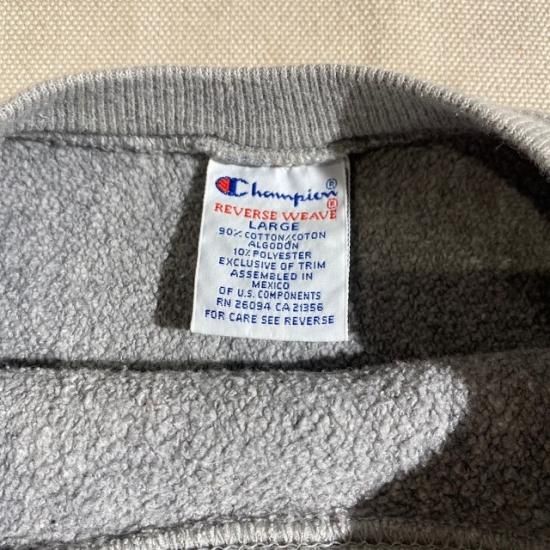 Champion®
REVERSE WEAVE®
LARGE
90% COTTON/COTON
ALGODÓN
10% POLYESTER
EXCLUSIVE OF TRIM
ASSEMBLED IN
MEXICO
OF U.S. COMPONENTS
RN 26094 CA 21356
FOR CARE SEE REVERSE